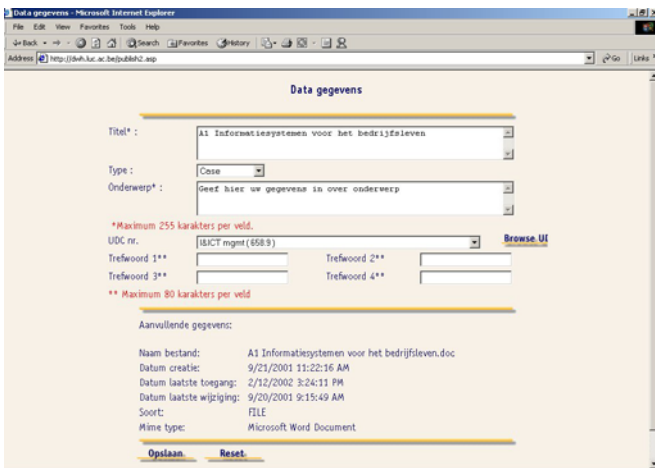 Data gegevens - Microsoft Internet Explorer
File Edit View Favorites Tools Help
Back Search Favorites History
Address http://dwh.luc.ac.be/publish2.asp Go Links
Data gegevens
Titel* : A1 Informatiesystemen voor het bedrijfsleven
Type : Case
Onderwerp* : Geef hier uw gegevens in over onderwerp
*Maximum 255 karakters per veld.
UDC nr. I&ICT mgmt (658.9) Browse UI
Trefwoord 1** Trefwoord 2**
Trefwoord 3** Trefwoord 4**
** Maximum 80 karakters per veld
Aanvullende gegevens:
Naam bestand: A1 Informatiesystemen voor het bedrijfsleven.doc
Datum creatie: 9/21/2001 11:22:16 AM
Datum laatste toegang: 2/12/2002 3:24:11 PM
Datum laatste wijziging: 9/20/2001 9:15:49 AM
Soort: FILE
Mime type: Microsoft Word Document
Opslaan Reset